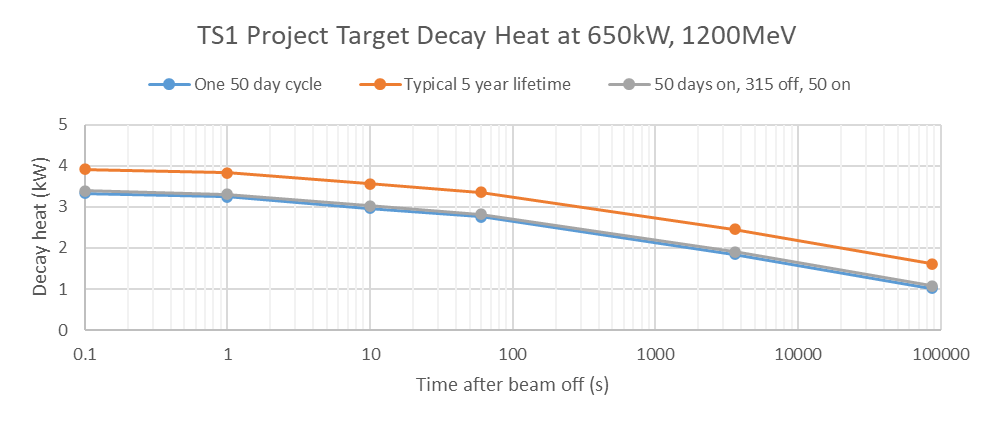 TS1 Project Target Decay Heat at 650kW, 1200MeV
One 50 day cycle Typical 5 year lifetime 50 days on, 315 off, 50 on
Decay heat (kW)
5
4
3
2
1
0
0.1 1 10 100 1000 10000 100000
Time after beam off (s)